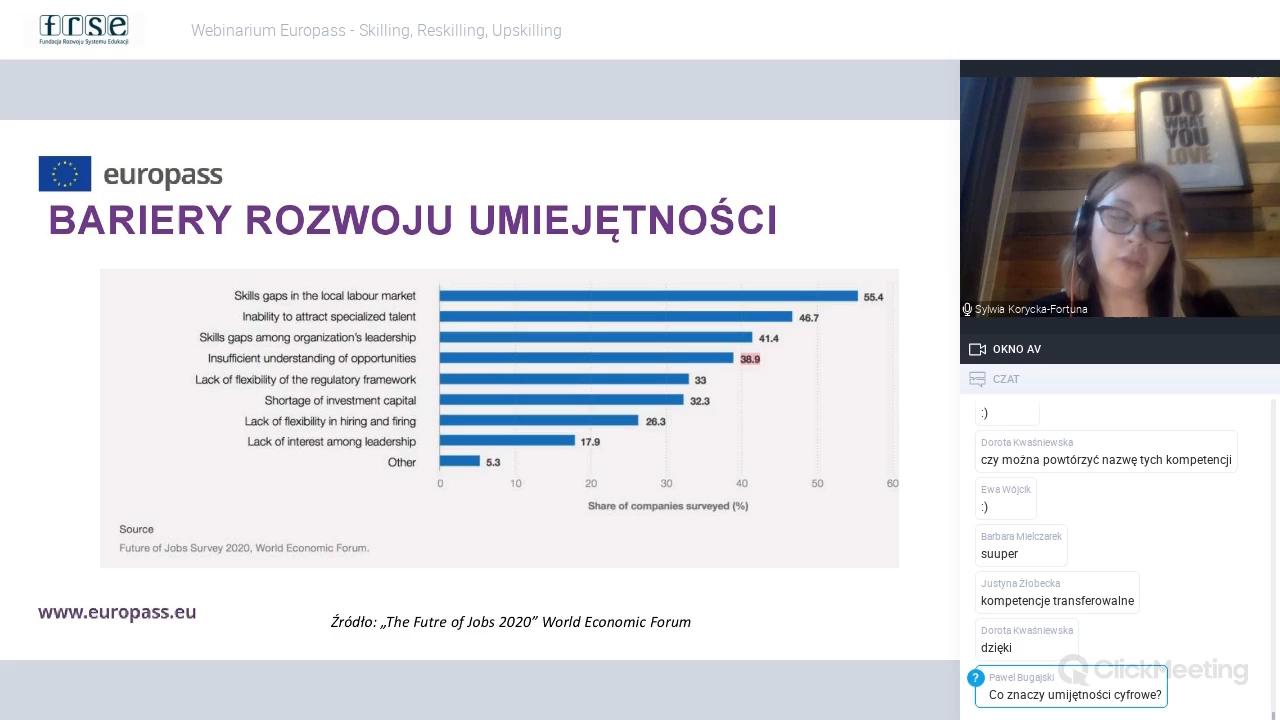 frse
Fundacja Rozwoju Systemu Edukacji
Webinarium Europass - Skilling, Reskilling, Upskilling
europass
BARIERY ROZWOJU UMIEJĘTNOŚCI
Skills gaps in the local labour market 55.4
Inability to attract specialized talent 46.7
Skills gaps among organization's leadership 41.4
Insufficient understanding of opportunities 38.9
Lack of flexibility of the regulatory framework 33
Shortage of investment capital 32.3
Lack of flexibility in hiring and firing 26.3
Lack of interest among leadership 17.9
Other 5.3
0 10 20 30 40 50 60
Share of companies surveyed (%)
Source
Future of Jobs Survey 2020, World Economic Forum.
www.europass.eu
Źródło: „The Futre of Jobs 2020” World Economic Forum
DO
WHAT
YOU
LOVE
Sylwia Korycka-Fortuna
OKNO AV
CZAT
:)
Dorota Kwaśniewska
czy można powtórzyć nazwę tych kompetencji
Ewa Wójcik
:)
Barbara Mielczarek
suuper
Justyna Złobecka
kompetencje transferowalne
Dorota Kwaśniewska
dzięki
ClickMeeting
?
Paweł Bugajski
Co znaczy umijętności cyfrowe?